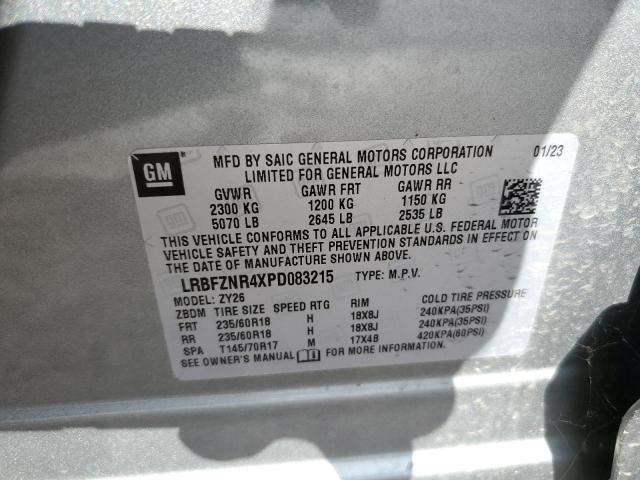 GM
MFD BY SAIC GENERAL MOTORS CORPORATION 01/23
LIMITED FOR GENERAL MOTORS LLC
GVWR GAWR FRT GAWR RR
2300 KG 1200 KG 1150 KG
5070 LB 2645 LB 2535 LB
THIS VEHICLE CONFORMS TO ALL APPLICABLE U.S. FEDERAL MOTOR
VEHICLE SAFETY AND THEFT PREVENTION STANDARDS IN EFFECT ON
THE DATE OF MANUFACTURE SHOWN ABOVE.
LRBFZNR4XPD083215 TYPE: M.P.V.
MODEL: ZY26
ZBDM TIRE SIZE SPEED RTG RIM COLD TIRE PRESSURE
FRT 235/60R18 H 18X8J 240KPA(35PSI)
RR 235/60R18 H 18X8J 240KPA(35PSI)
SPA T145/70R17 M 17X4B 420KPA(60PSI)
SEE OWNER'S MANUAL FOR MORE INFORMATION.